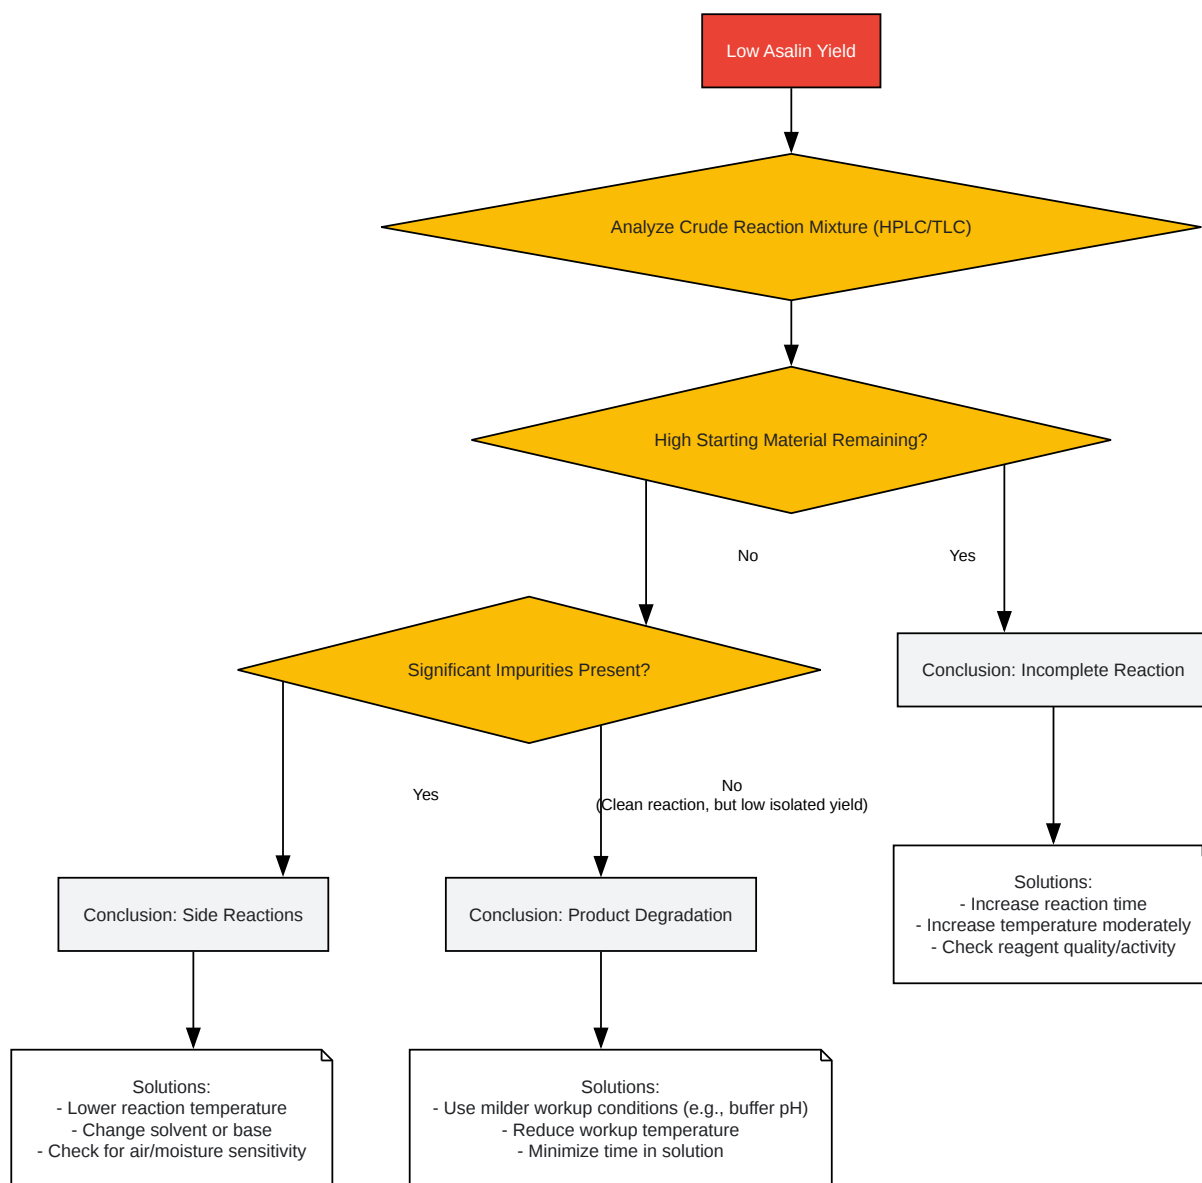 Low Asalin Yield
Analyze Crude Reaction Mixture (HPLC/TLC)
High Starting Material Remaining?
No
Yes
Significant Impurities Present?
Conclusion: Incomplete Reaction
Yes
No
(Clean reaction, but low isolated yield)
Solutions:
- Increase reaction time
- Increase temperature moderately
- Check reagent quality/activity
Conclusion: Side Reactions
Conclusion: Product Degradation
Solutions:
- Lower reaction temperature
- Change solvent or base
- Check for air/moisture sensitivity
Solutions:
- Use milder workup conditions (e.g., buffer pH)
- Reduce workup temperature
- Minimize time in solution